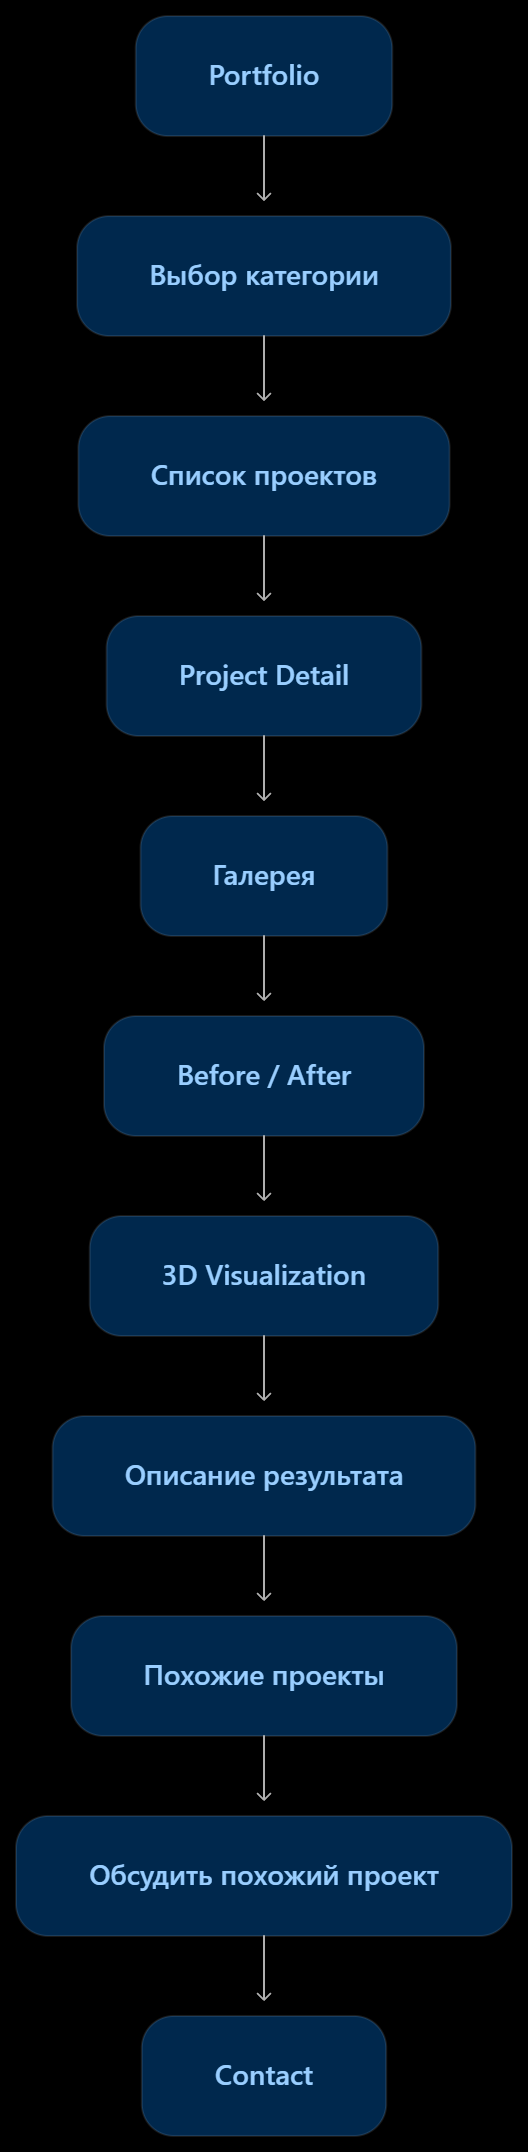 Portfolio
Выбор категории
Список проектов
Project Detail
Галерея
Before / After
3D Visualization
Описание результата
Похожие проекты
Обсудить похожий проект
Contact